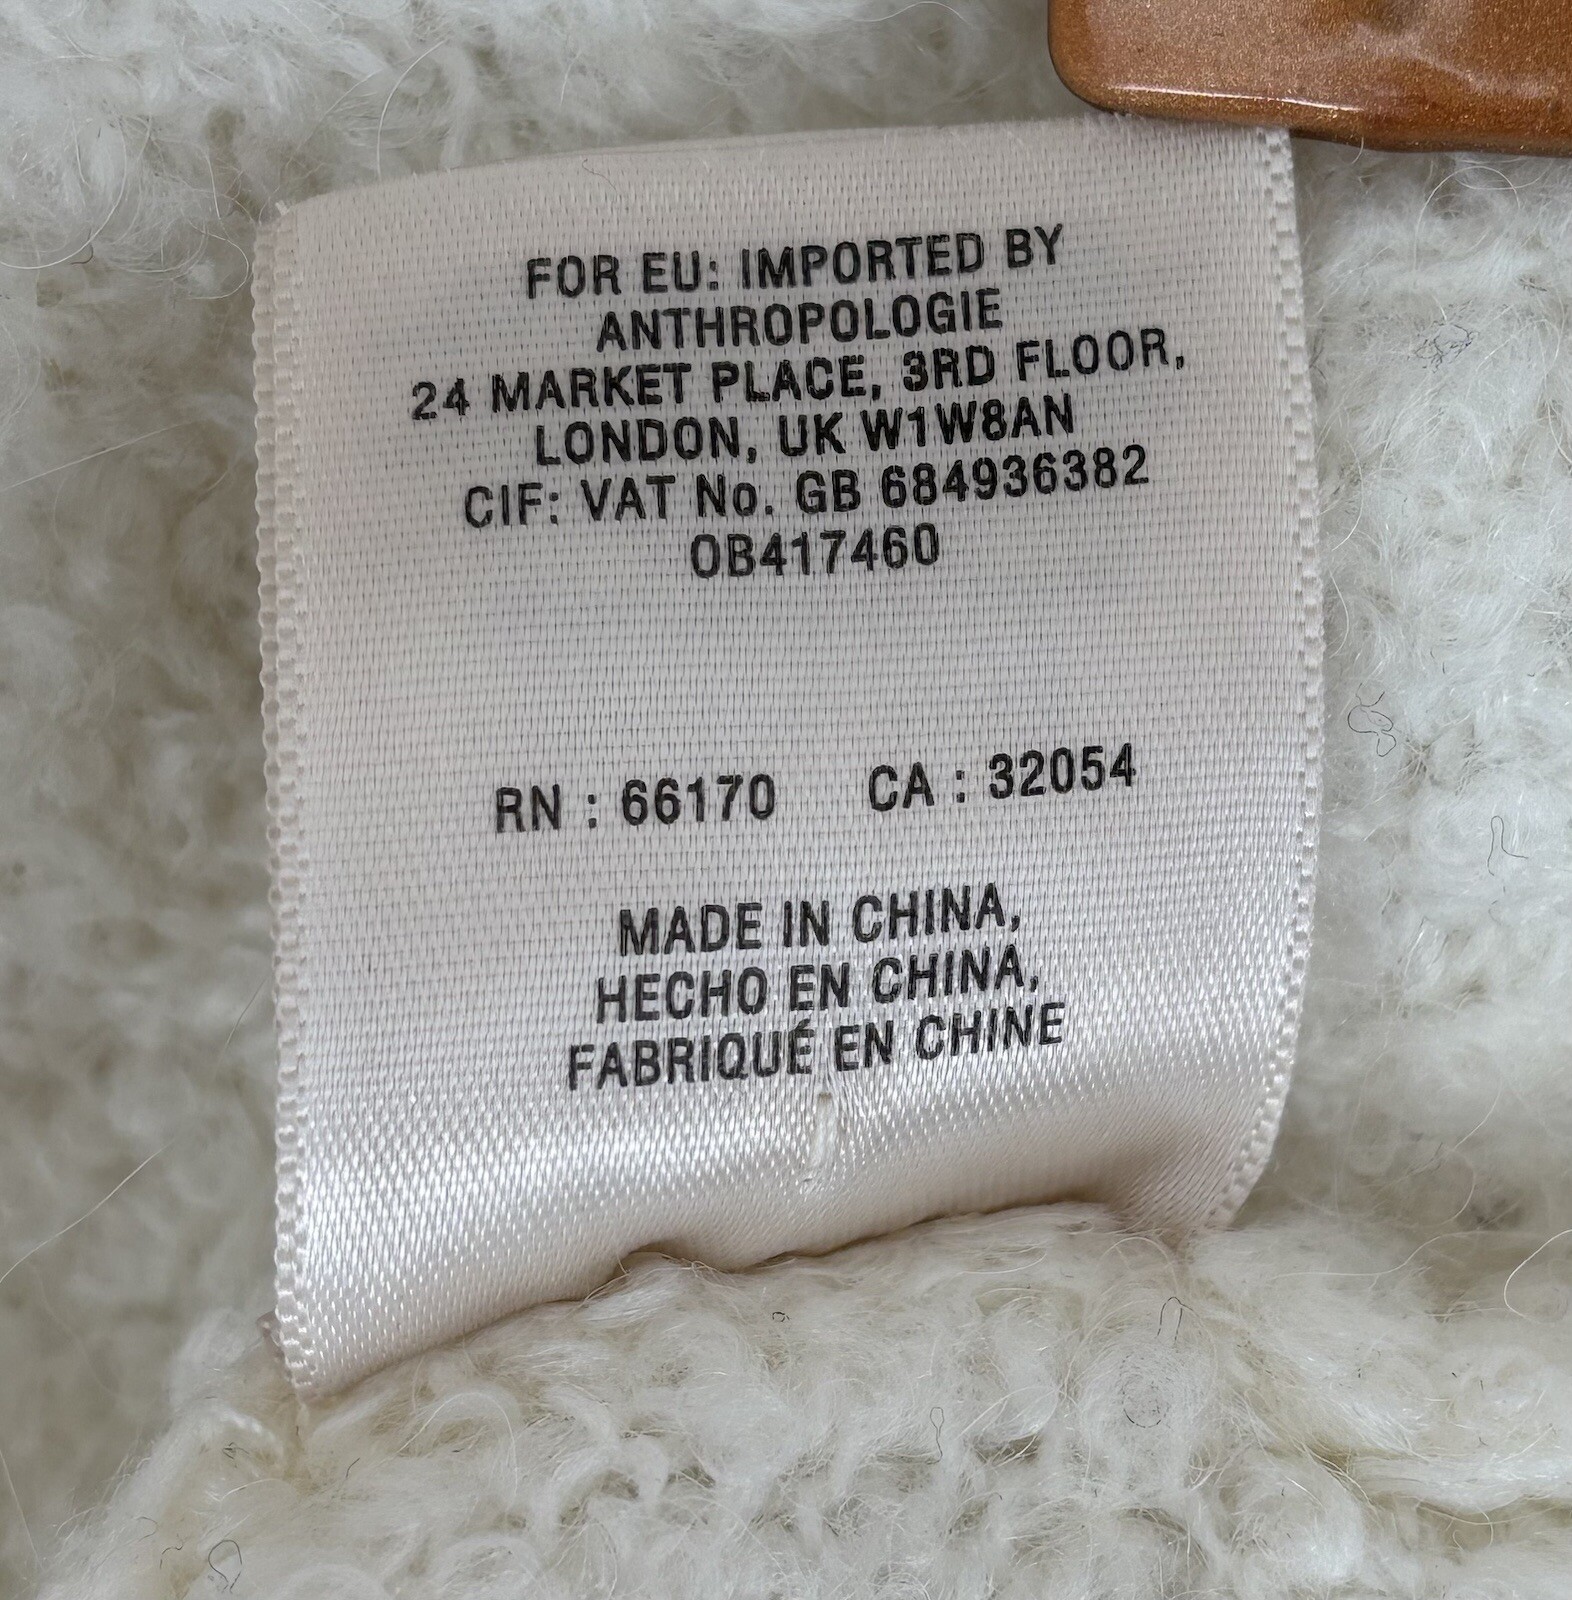 FOR EU: IMPORTED BY
ANTHROPOLOGIE
24 MARKET PLACE, 3RD FLOOR,
LONDON, UK W1W8AN
CIF: VAT No. GB 684936382
OB417460
RN : 66170 CA : 32054
MADE IN CHINA,
HECHO EN CHINA,
FABRIQUÉ EN CHINE